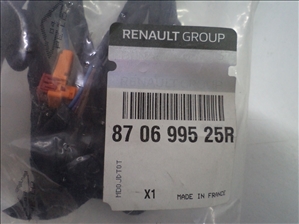 RENAULT GROUP
87 06 995 25R
X1
MADE IN FRANCE